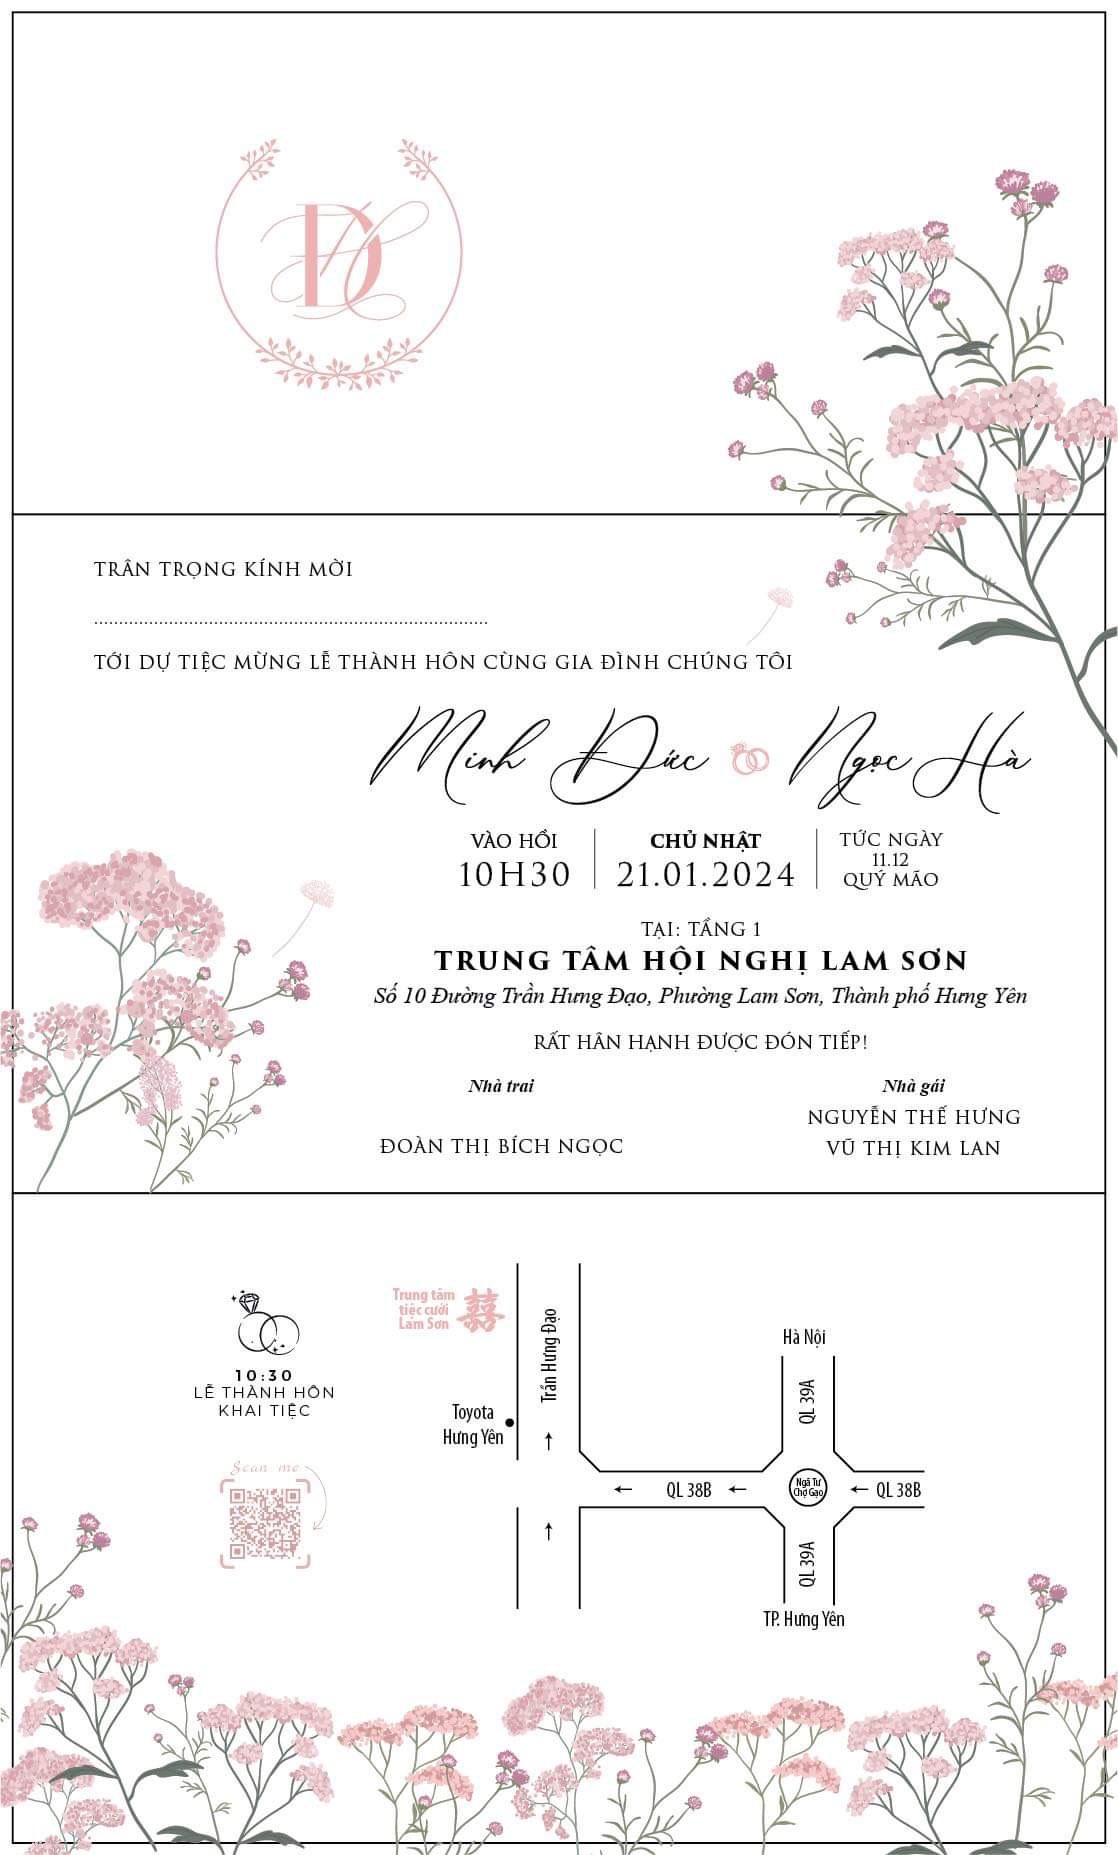 DH
TRÂN TRỌNG KÍNH MỜI
TỚI DỰ TIỆC MỪNG LỄ THÀNH HÔN CÙNG GIA ĐÌNH CHÚNG TÔI
Minh Đức Ngọc Hà
VÀO HỒI
10H30
CHỦ NHẬT
21.01.2024
TỨC NGÀY
11.12
QUÝ MÃO
TẠI: TẦNG 1
TRUNG TÂM HỘI NGHỊ LAM SƠN
Số 10 Đường Trần Hưng Đạo, Phường Lam Sơn, Thành phố Hưng Yên
RẤT HÂN HẠNH ĐƯỢC ĐÓN TIẾP!
Nhà trai
ĐOÀN THỊ BÍCH NGỌC
Nhà gái
NGUYỄN THẾ HƯNG
VŨ THỊ KIM LAN
10:30
LỄ THÀNH HÔN
KHAI TIỆC
Scan me
Trung tâm
tiệc cưới
Lam Sơn
囍
Trần Hưng Đạo
Toyota
Hưng Yên
Hà Nội
QL 39A
QL 38B
Ngã Tư
Chợ Gạo
QL 38B
QL 39A
TP. Hưng Yên